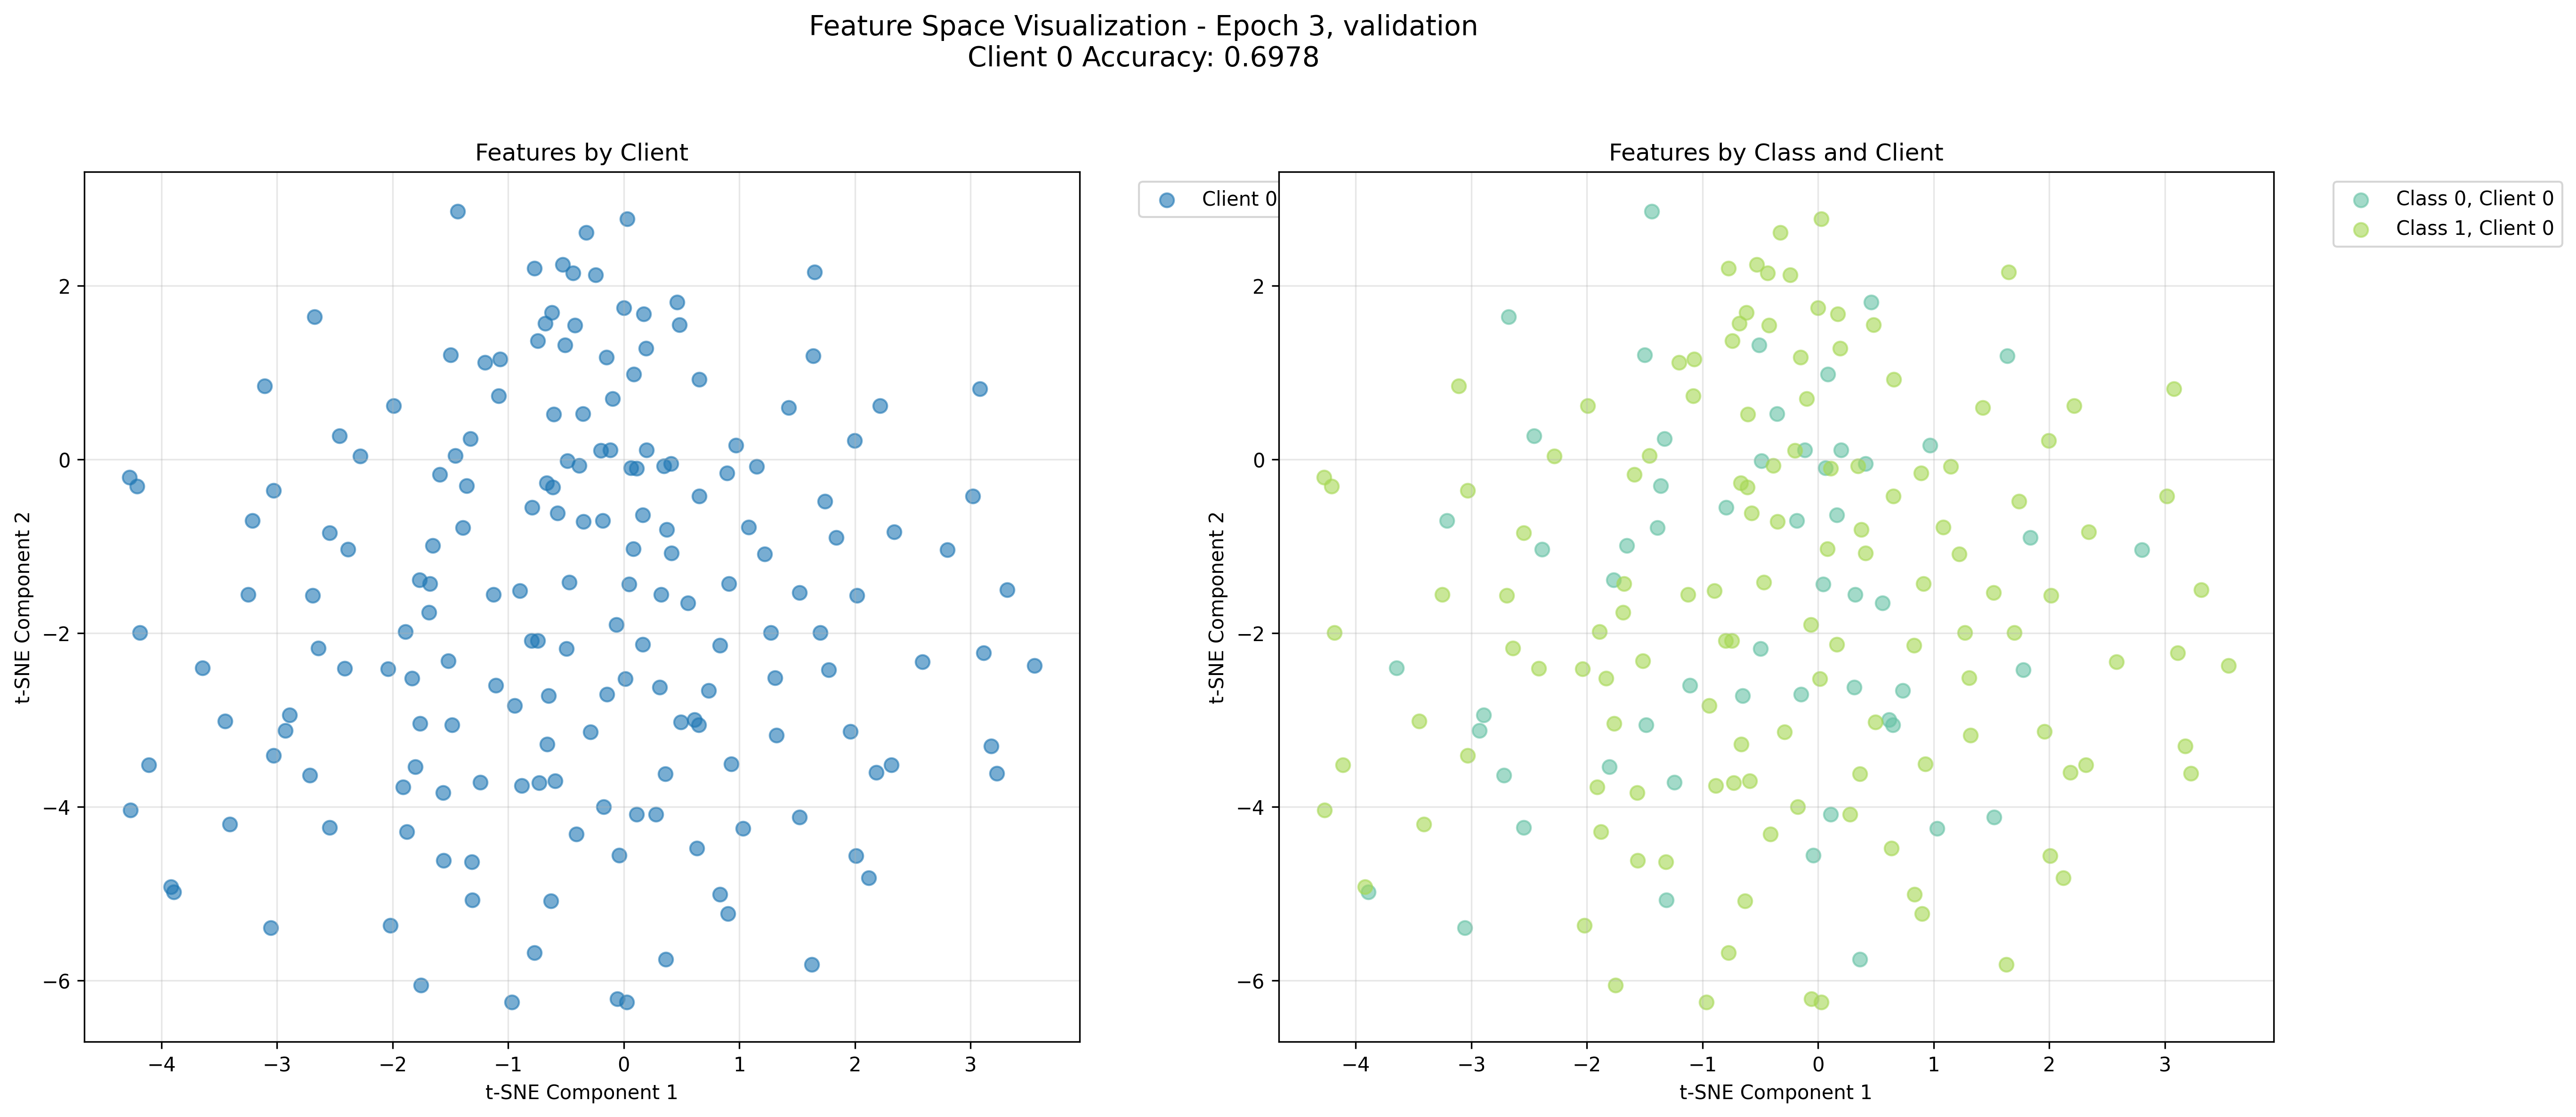 Feature Space Visualization - Epoch 3, validation
Client 0 Accuracy: 0.6978
Features by Client
t-SNE Component 2
2
0
−2
−4
−6
−4
−3
−2
−1
0
1
2
3
t-SNE Component 1
Client 0
Features by Class and Client
t-SNE Component 2
2
0
−2
−4
−6
−4
−3
−2
−1
0
1
2
3
t-SNE Component 1
Class 0, Client 0
Class 1, Client 0